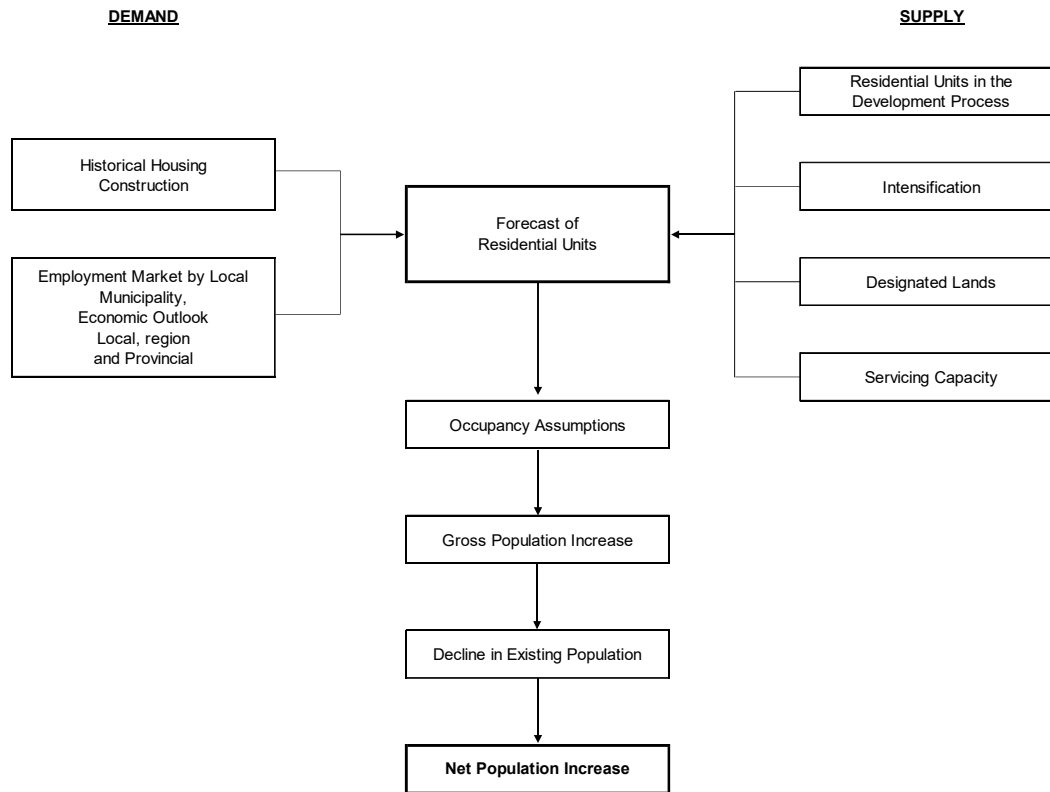 DEMAND
SUPPLY
Residential Units in the
Development Process
Historical Housing
Construction
Intensification
Forecast of
Residential Units
Employment Market by Local
Municipality,
Economic Outlook
Local, region
and Provincial
Designated Lands
Servicing Capacity
Occupancy Assumptions
Gross Population Increase
Decline in Existing Population
Net Population Increase